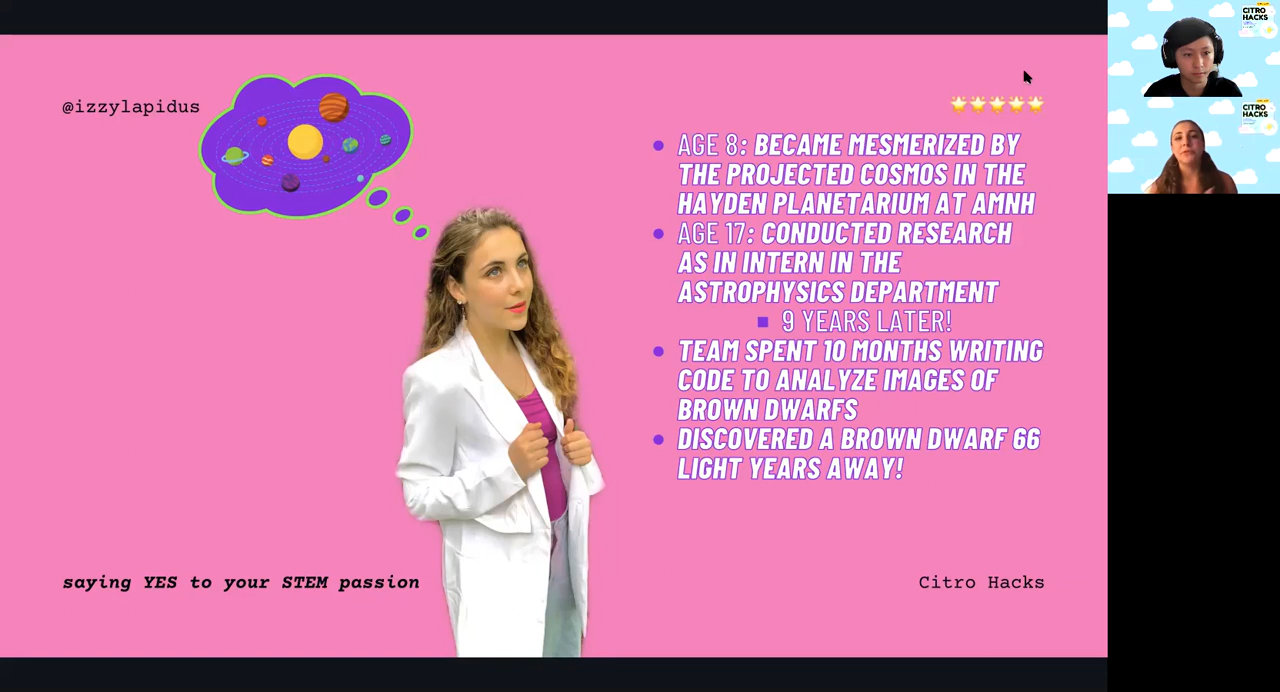 @izzylapidus
AGE 8: BECAME MESMERIZED BY
THE PROJECTED COSMOS IN THE
HAYDEN PLANETARIUM AT AMNH
AGE 17: CONDUCTED RESEARCH
AS IN INTERN IN THE
ASTROPHYSICS DEPARTMENT
9 YEARS LATER!
TEAM SPENT 10 MONTHS WRITING
CODE TO ANALYZE IMAGES OF
BROWN DWARFS
DISCOVERED A BROWN DWARF 66
LIGHT YEARS AWAY!
saying YES to your STEM passion
Citro Hacks
CITRO
HACKS
CITRO
HACKS